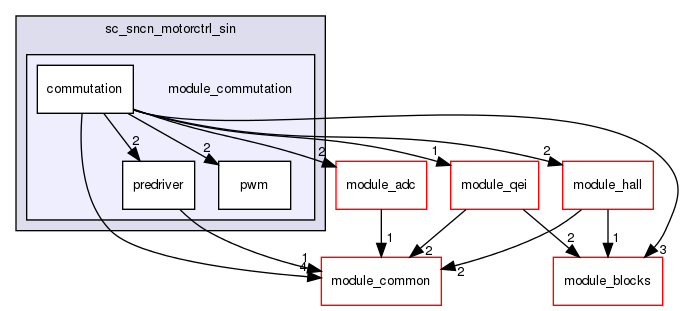 sc_sncn_motorctrl_sin
commutation
module_commutation
2
2
2
1
2
predriver
pwm
module_adc
module_qei
module_hall
1
4
1
2
2
2
1
3
module_common
module_blocks